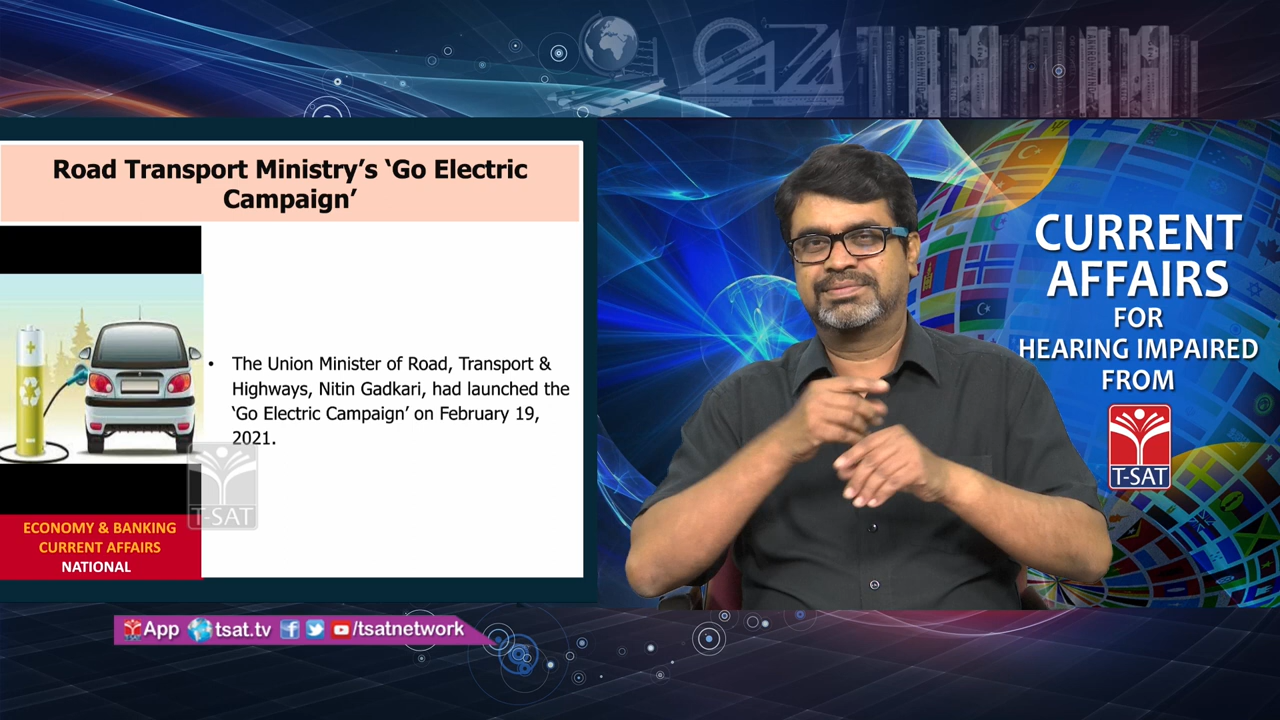 Road Transport Ministry's ‘Go Electric
Campaign’
• The Union Minister of Road, Transport &
Highways, Nitin Gadkari, had launched the
‘Go Electric Campaign’ on February 19,
2021.
T-SAT
ECONOMY & BANKING
CURRENT AFFAIRS
NATIONAL
CURRENT
AFFAIRS
FOR
HEARING IMPAIRED
FROM
T-SAT
App tsat.tv /tsatnetwork